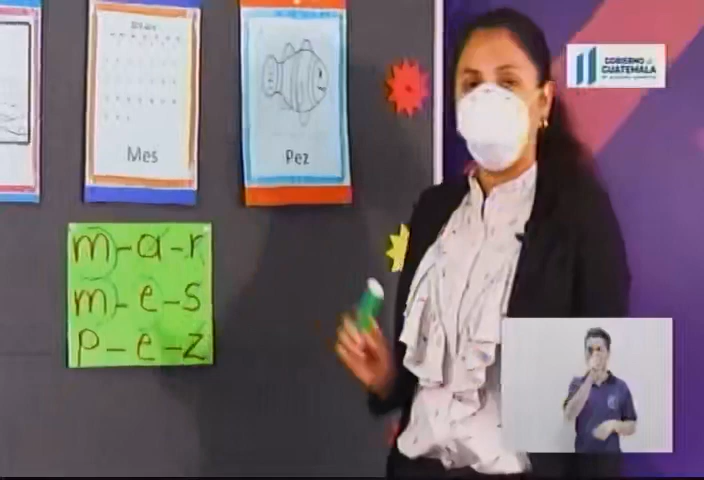 Mes
Pez
m-a-r
m-e-s
p-e-z
GOBIERNO de
GUATEMALA